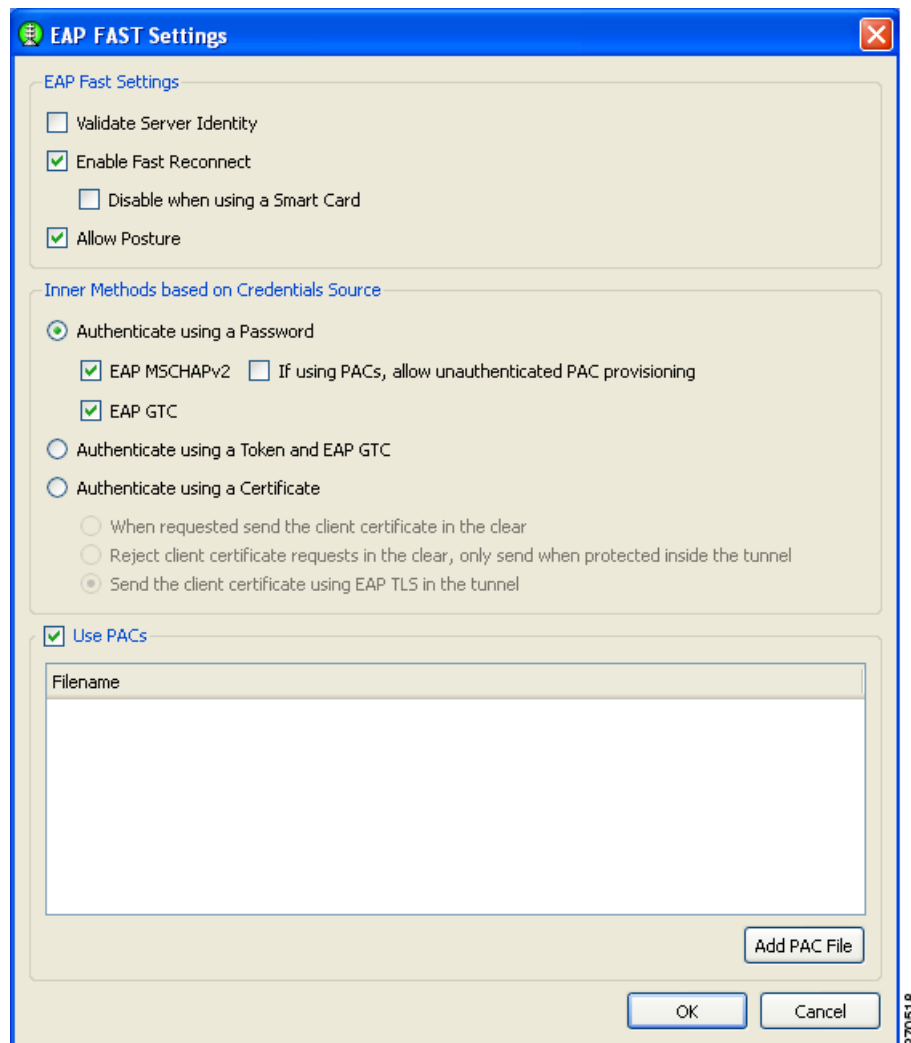 EAP FAST Settings
EAP Fast Settings
Validate Server Identity
Enable Fast Reconnect
Disable when using a Smart Card
Allow Posture
Inner Methods based on Credentials Source
Authenticate using a Password
EAP MSCHAPv2 If using PACs, allow unauthenticated PAC provisioning
EAP GTC
Authenticate using a Token and EAP GTC
Authenticate using a Certificate
When requested send the client certificate in the clear
Reject client certificate requests in the clear, only send when protected inside the tunnel
Send the client certificate using EAP TLS in the tunnel
Use PACs
Filename
Add PAC File
OK Cancel
270518